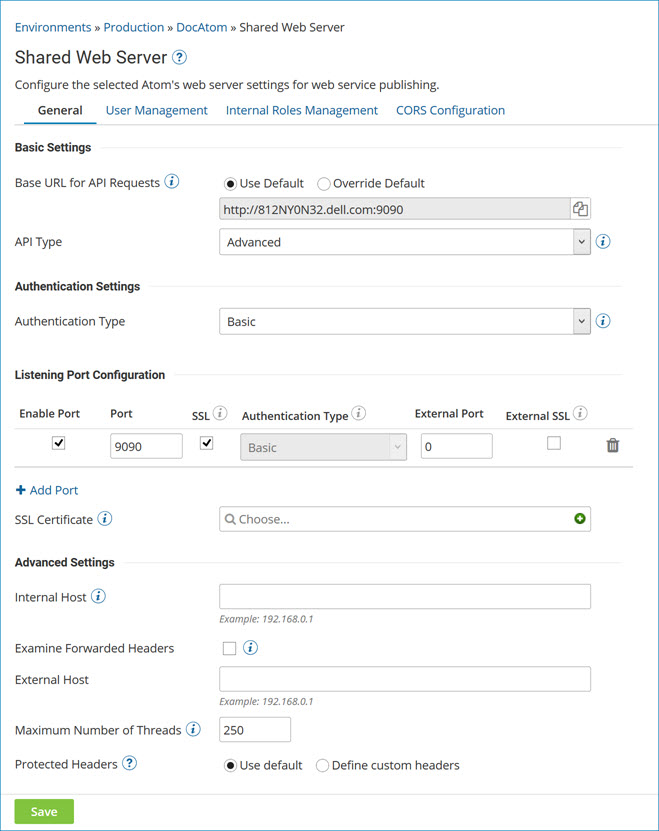 Environments » Production » DocAtom » Shared Web Server
Shared Web Server ?
Configure the selected Atom's web server settings for web service publishing.
General User Management Internal Roles Management CORS Configuration
Basic Settings
Base URL for API Requests i Use Default Override Default
http://812NY0N32.dell.com:9090
API Type Advanced i
Authentication Settings
Authentication Type Basic i
Listening Port Configuration
Enable Port Port SSL i Authentication Type i External Port External SSL i
9090 Basic 0
+ Add Port
SSL Certificate i Choose...
Advanced Settings
Internal Host i
Example: 192.168.0.1
Examine Forwarded Headers i
External Host
Example: 192.168.0.1
Maximum Number of Threads i 250
Protected Headers ? Use default Define custom headers
Save